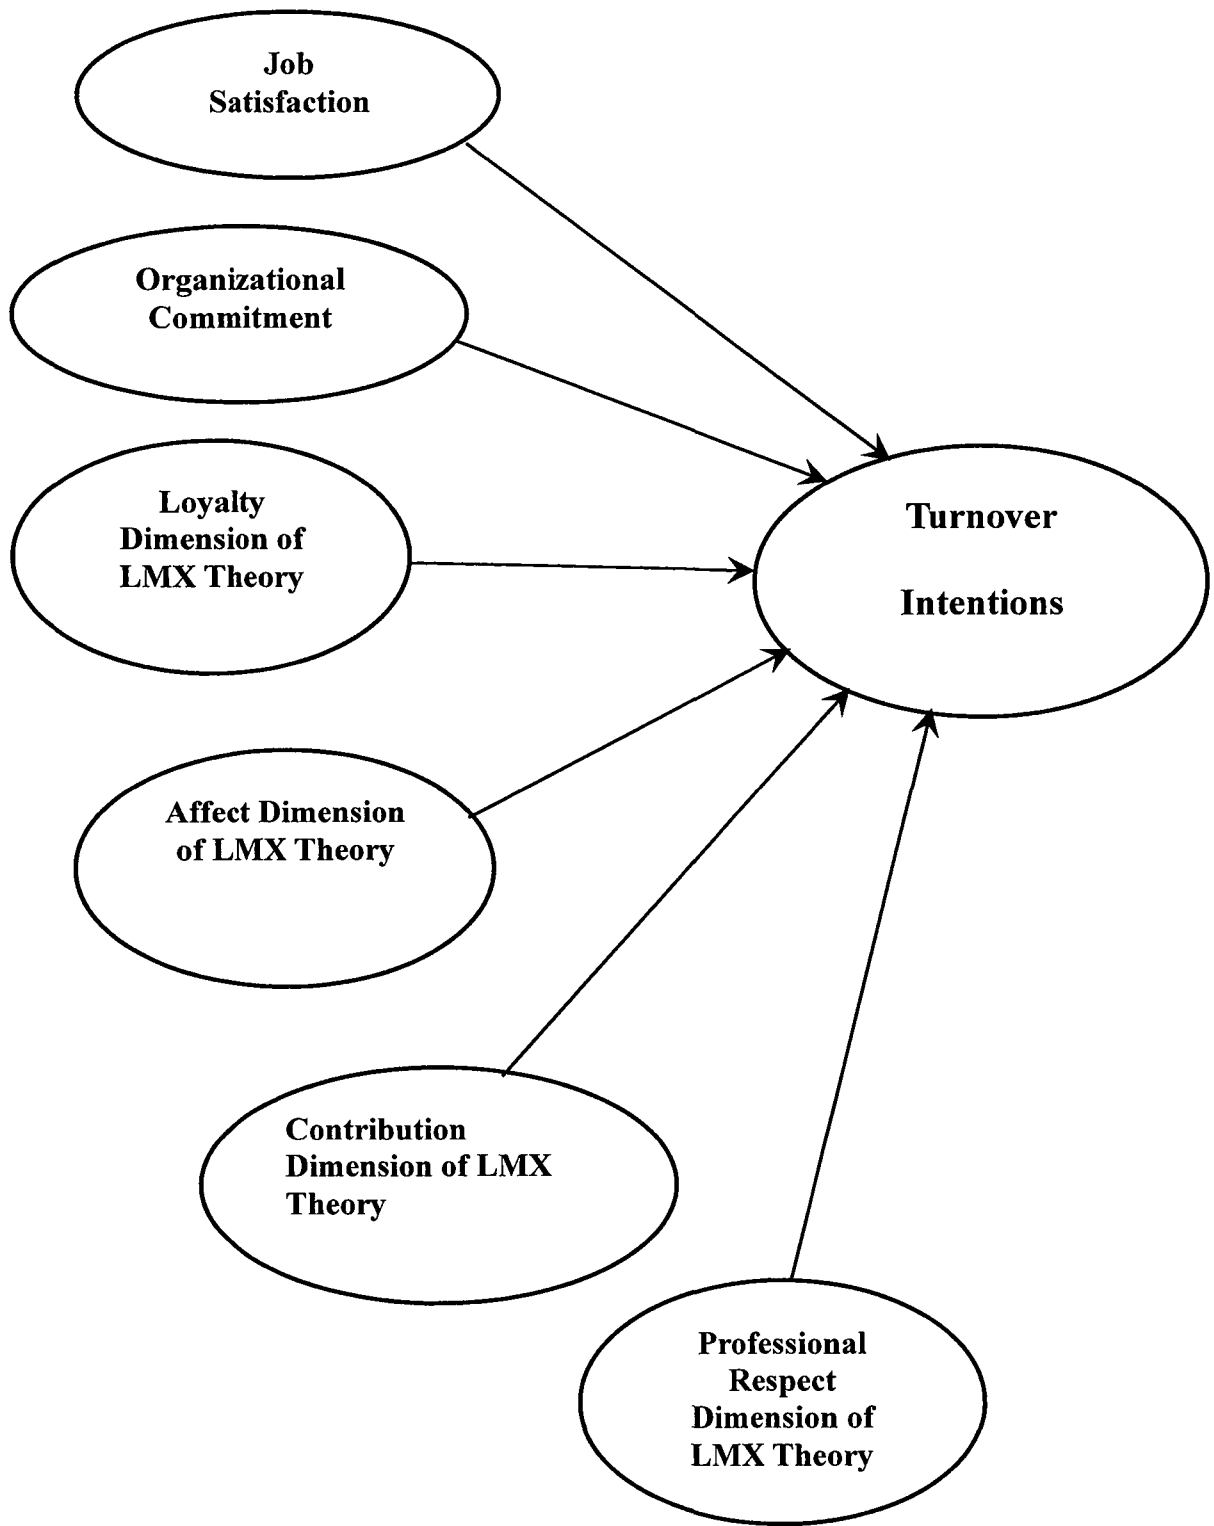 Job
Satisfaction
Organizational
Commitment
Loyalty
Dimension of
LMX Theory
Turnover
Intentions
Affect Dimension
of LMX Theory
Contribution
Dimension of LMX
Theory
Professional
Respect
Dimension of
LMX Theory